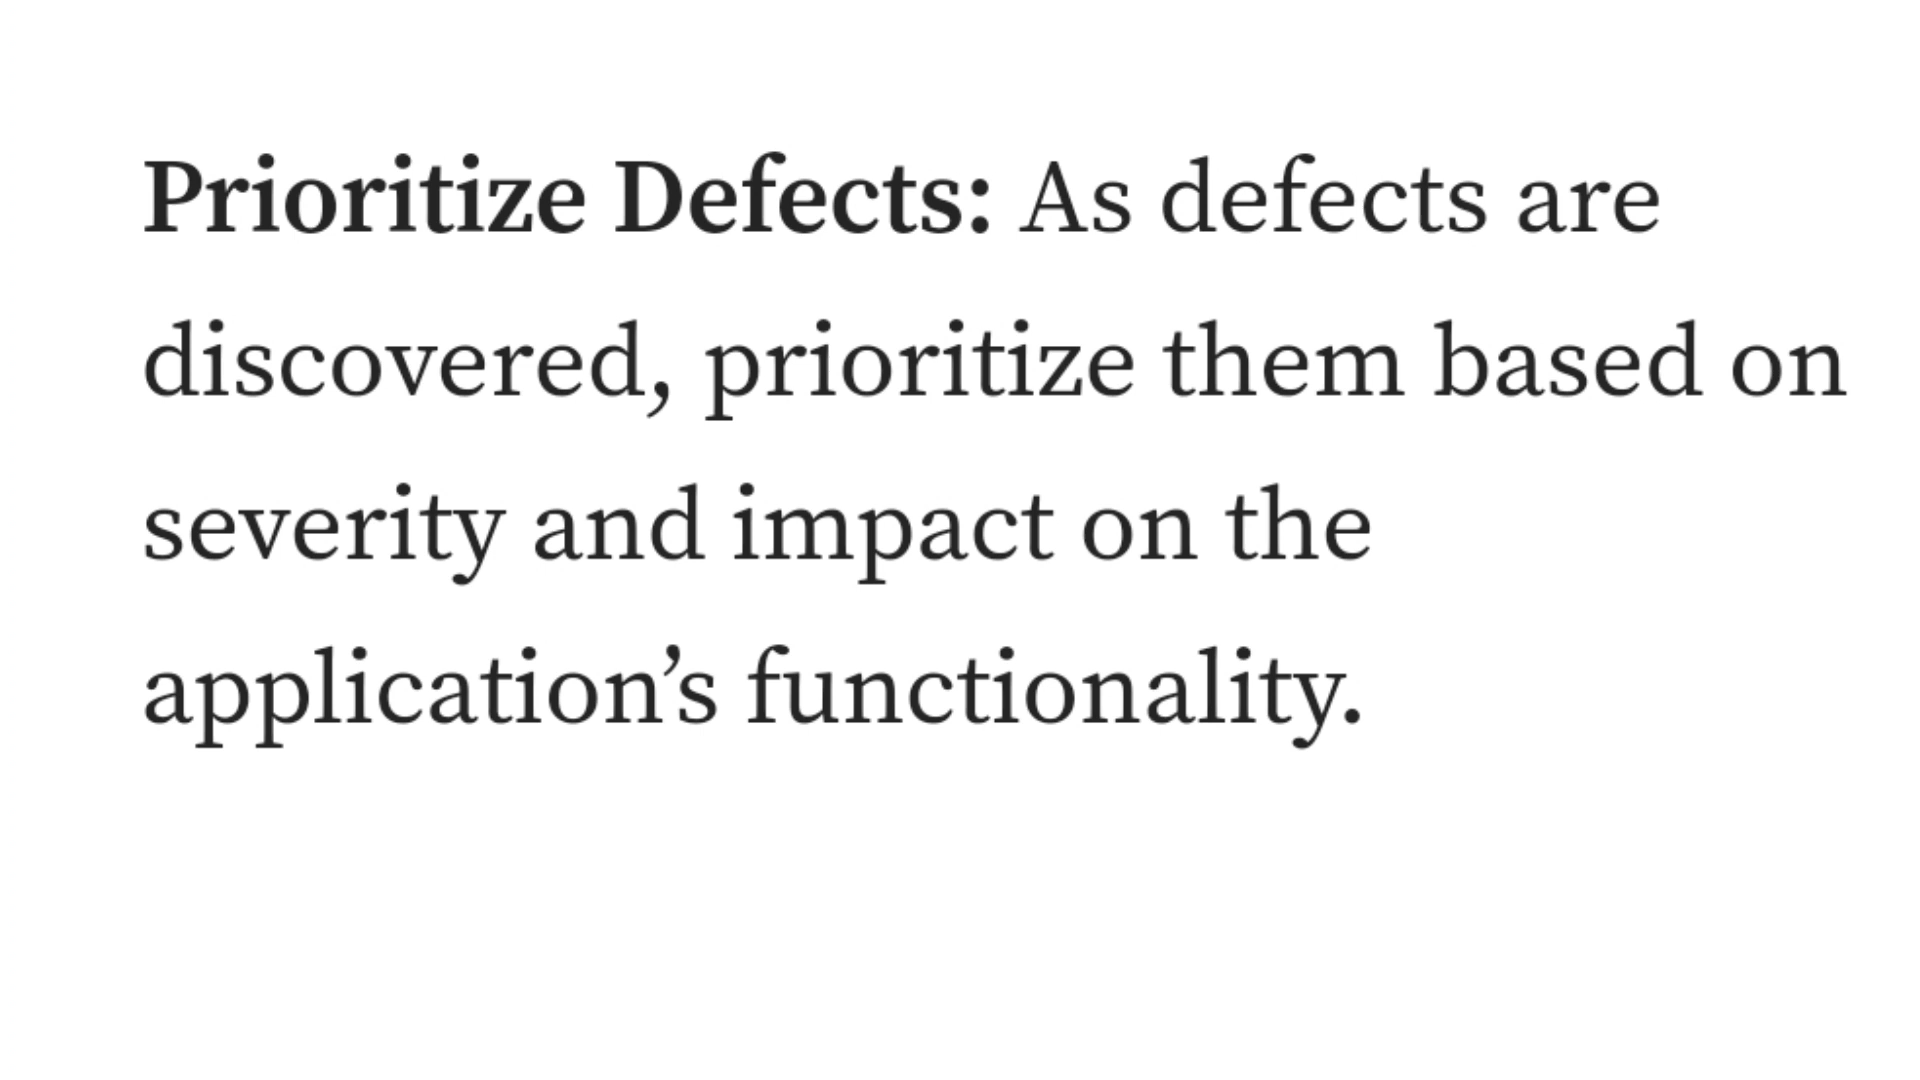 Prioritize Defects: As defects are
discovered, prioritize them based on
severity and impact on the
application’s functionality.